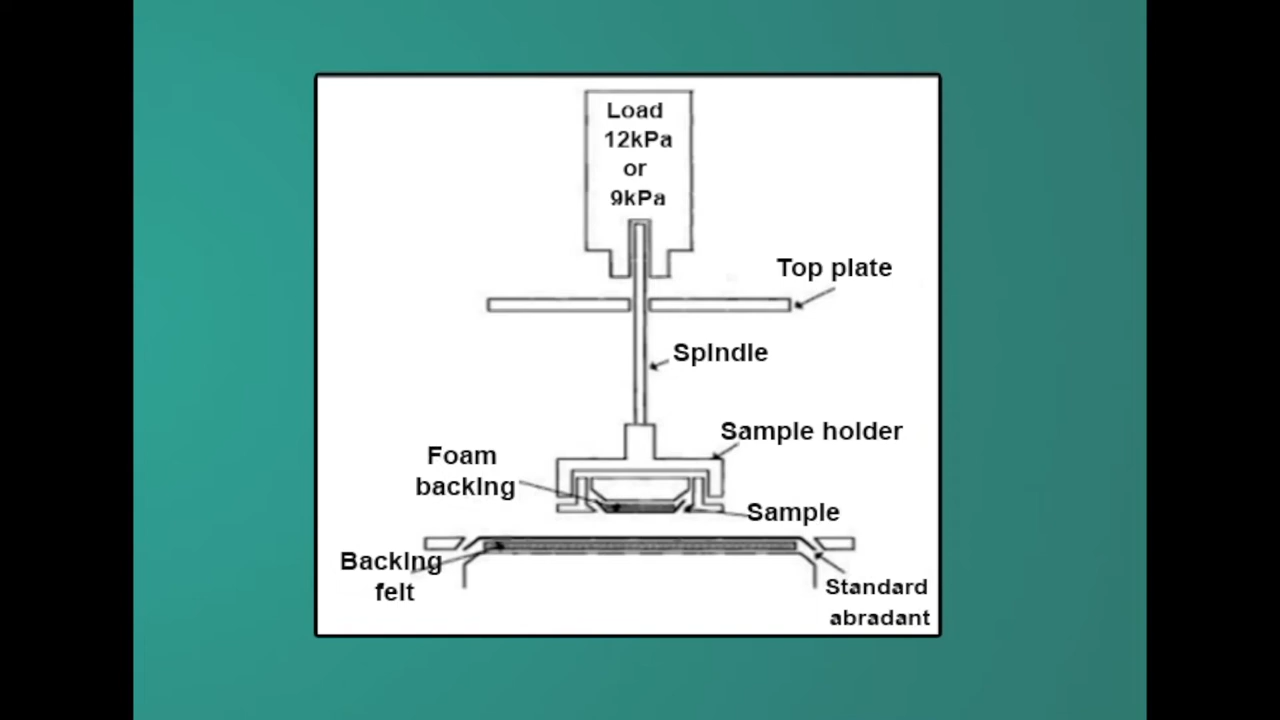 Load
12kPa
or
9kPa
Top plate
Spindle
Sample holder
Foam
backing
Sample
Backing
felt
Standard
abradant